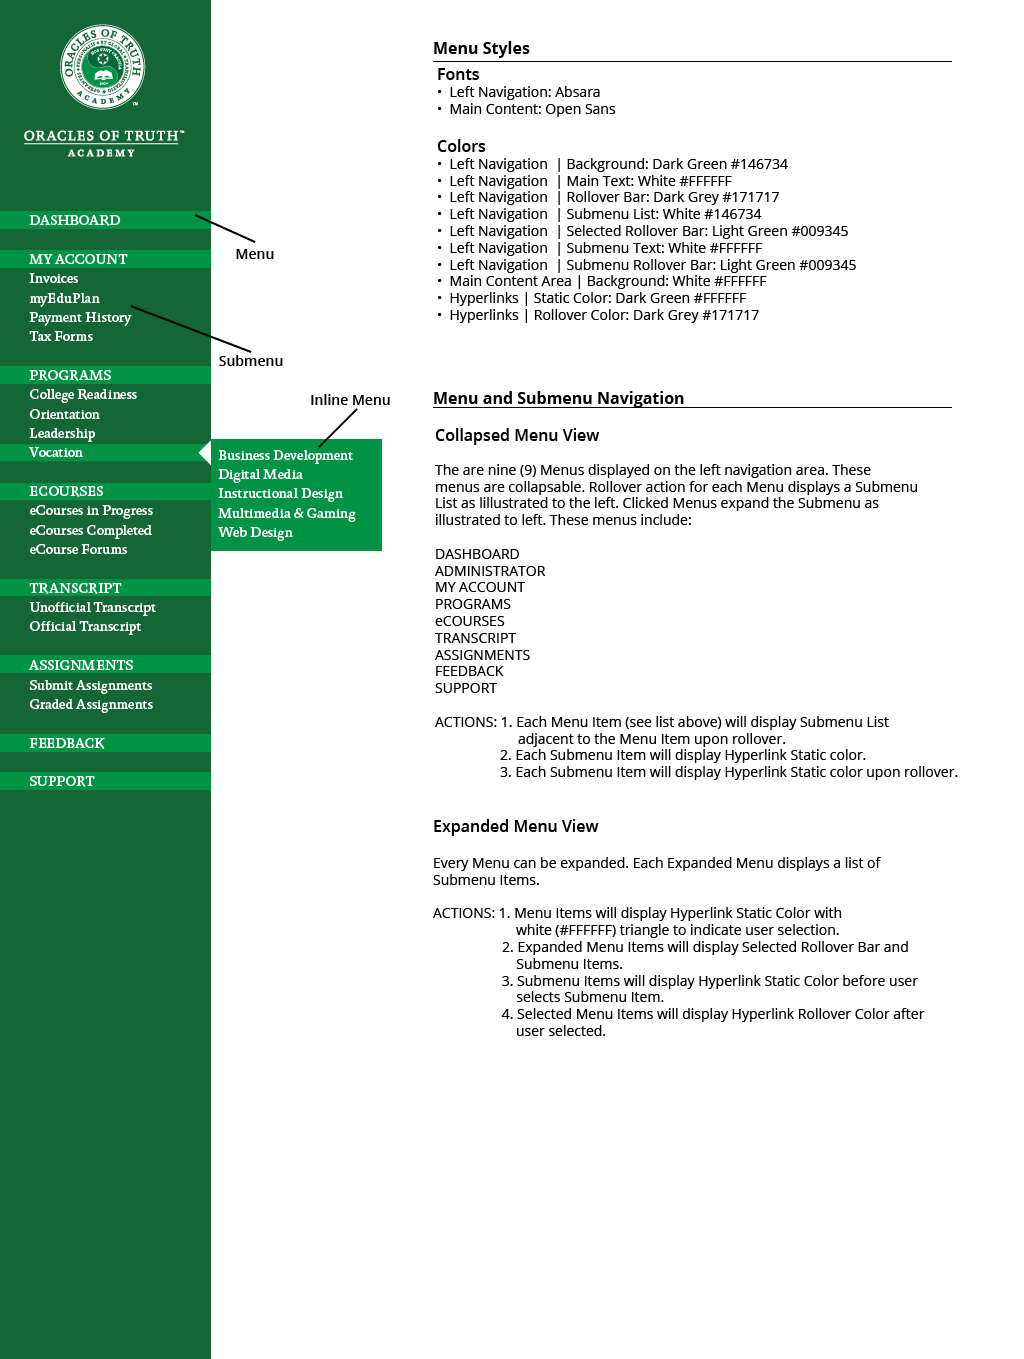 ORACLES OF TRUTH
ACADEMY
™
ORACLES OF TRUTH™
ACADEMY
DASHBOARD
MY ACCOUNT
Invoices
myEduPlan
Payment History
Tax Forms
PROGRAMS
College Readiness
Orientation
Leadership
Vocation
ECOURSES
eCourses in Progress
eCourses Completed
eCourse Forums
TRANSCRIPT
Unofficial Transcript
Official Transcript
ASSIGNMENTS
Submit Assignments
Graded Assignments
FEEDBACK
SUPPORT
Menu
Submenu
Inline Menu
Business Development
Digital Media
Instructional Design
Multimedia & Gaming
Web Design
Menu Styles
Fonts
• Left Navigation: Absara
• Main Content: Open Sans
Colors
• Left Navigation | Background: Dark Green #146734
• Left Navigation | Main Text: White #FFFFFF
• Left Navigation | Rollover Bar: Dark Grey #171717
• Left Navigation | Submenu List: White #146734
• Left Navigation | Selected Rollover Bar: Light Green #009345
• Left Navigation | Submenu Text: White #FFFFFF
• Left Navigation | Submenu Rollover Bar: Light Green #009345
• Main Content Area | Background: White #FFFFFF
• Hyperlinks | Static Color: Dark Green #FFFFFF
• Hyperlinks | Rollover Color: Dark Grey #171717
Menu and Submenu Navigation
Collapsed Menu View
The are nine (9) Menus displayed on the left navigation area. These
menus are collapsable. Rollover action for each Menu displays a Submenu
List as lillustrated to the left. Clicked Menus expand the Submenu as
illustrated to left. These menus include:
DASHBOARD
ADMINISTRATOR
MY ACCOUNT
PROGRAMS
eCOURSES
TRANSCRIPT
ASSIGNMENTS
FEEDBACK
SUPPORT
ACTIONS: 1. Each Menu Item (see list above) will display Submenu List
adjacent to the Menu Item upon rollover.
2. Each Submenu Item will display Hyperlink Static color.
3. Each Submenu Item will display Hyperlink Static color upon rollover.
Expanded Menu View
Every Menu can be expanded. Each Expanded Menu displays a list of
Submenu Items.
ACTIONS: 1. Menu Items will display Hyperlink Static Color with
white (#FFFFFF) triangle to indicate user selection.
2. Expanded Menu Items will display Selected Rollover Bar and
Submenu Items.
3. Submenu Items will display Hyperlink Static Color before user
selects Submenu Item.
4. Selected Menu Items will display Hyperlink Rollover Color after
user selected.